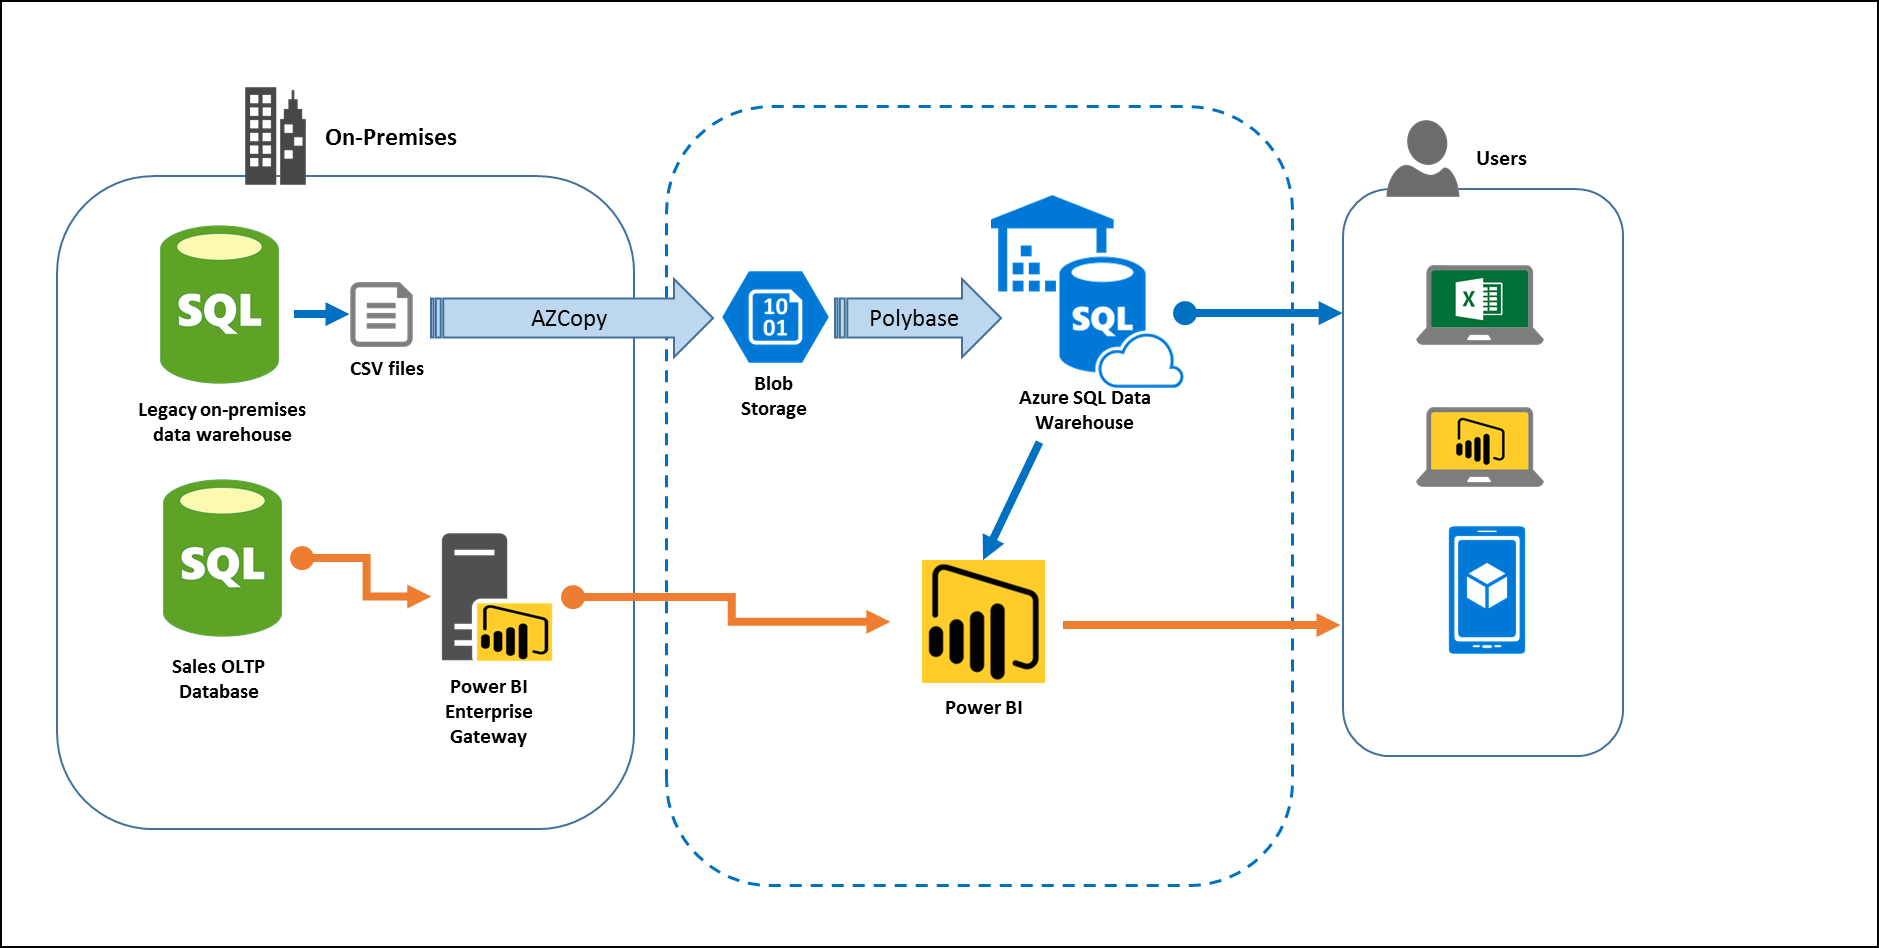 On-Premises
Users
SQL
CSV files
Legacy on-premises
data warehouse
AZCopy
10
01
Blob
Storage
Polybase
SQL
Azure SQL Data
Warehouse
X
SQL
Sales OLTP
Database
Power BI
Enterprise
Gateway
Power BI